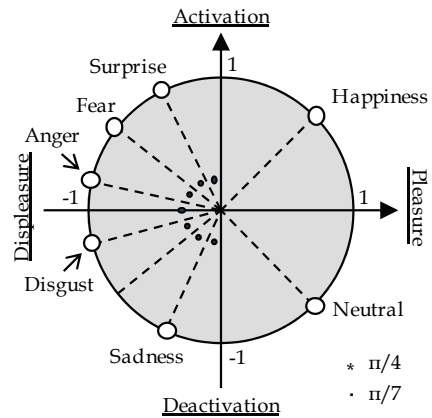 Activation
1
Surprise
Happiness
Fear
Anger
Displeasure
-1
1
Pleasure
Disgust
Neutral
Sadness
-1
* π/4
· π/7
Deactivation